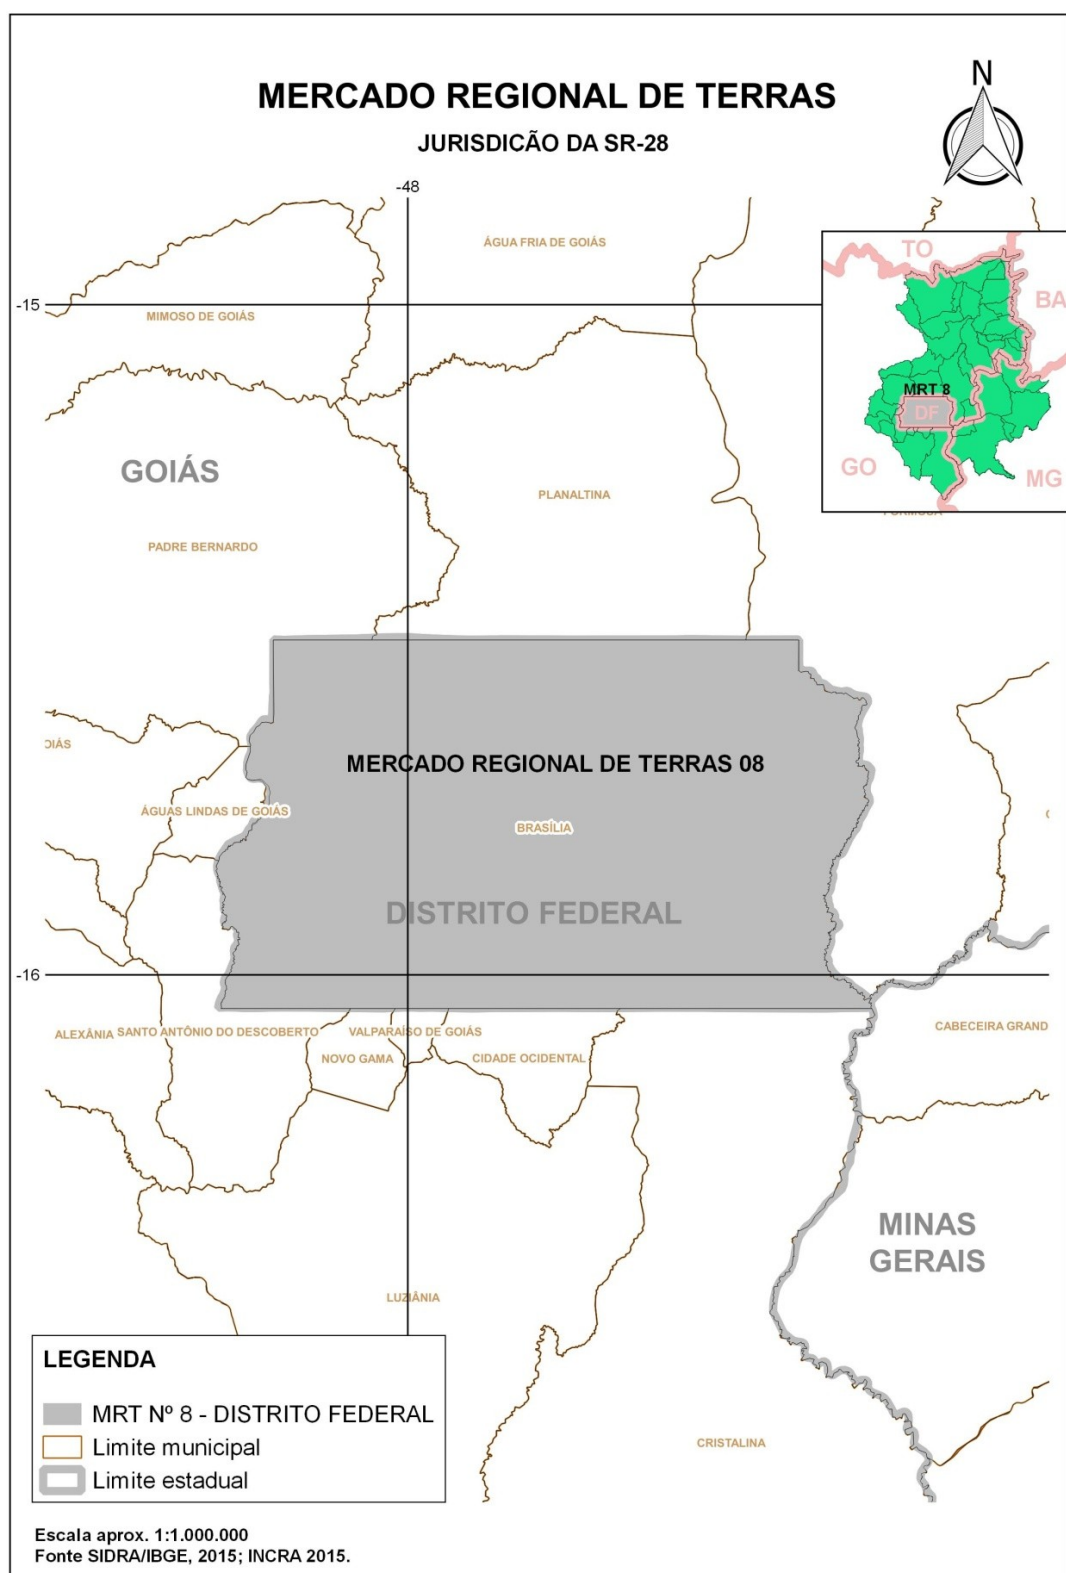 MERCADO REGIONAL DE TERRAS
JURISDICÃO DA SR-28
N
-48
ÁGUA FRIA DE GOIÁS
TO
BA
-15
MIMOSO DE GOIÁS
MRT 8
DF
GO
MG
GOIÁS
PLANALTINA
PADRE BERNARDO
OIÁS
MERCADO REGIONAL DE TERRAS 08
ÁGUAS LINDAS DE GOIÁS
BRASÍLIA
DISTRITO FEDERAL
-16
ALEXÂNIA
SANTO ANTÔNIO DO DESCOBERTO
VALPARAÍSO DE GOIÁS
CABECEIRA GRAND
NOVO GAMA
CIDADE OCIDENTAL
MINAS
GERAIS
LUZIÂNIA
CRISTALINA
LEGENDA
MRT Nº 8 - DISTRITO FEDERAL
Limite municipal
Limite estadual
Escala aprox. 1:1.000.000
Fonte SIDRA/IBGE, 2015; INCRA 2015.